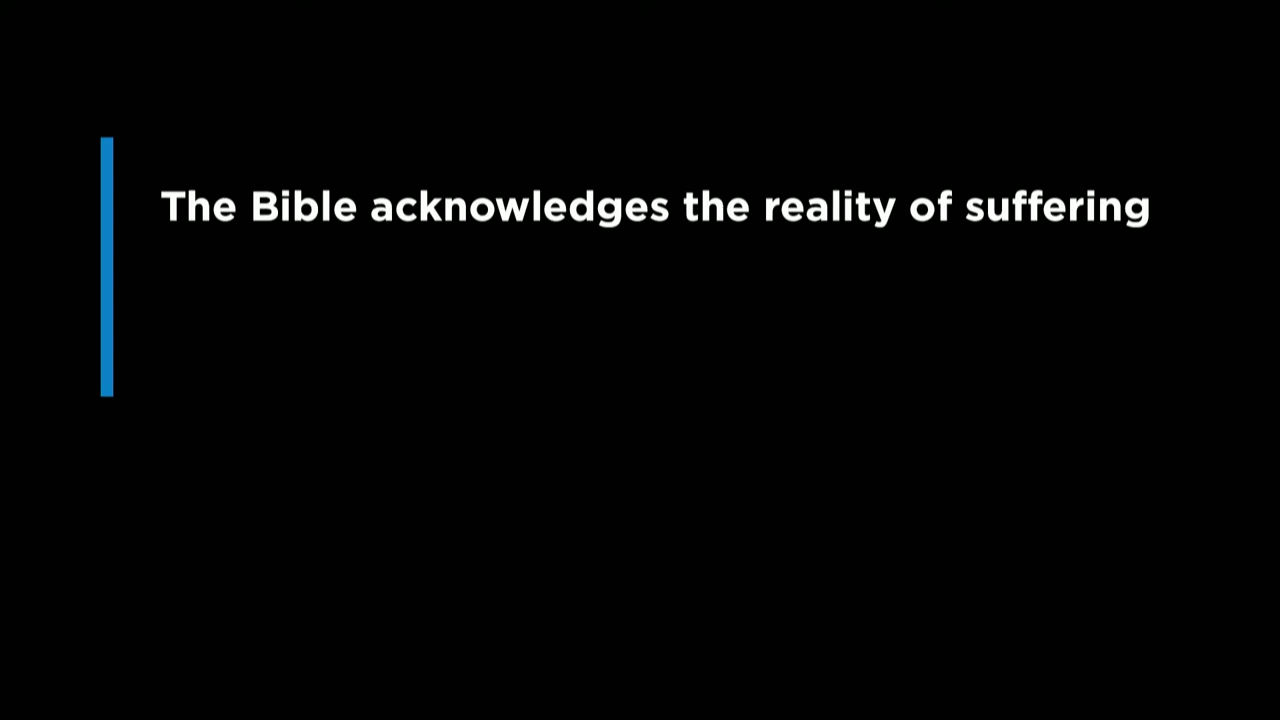 The Bible acknowledges the reality of suffering